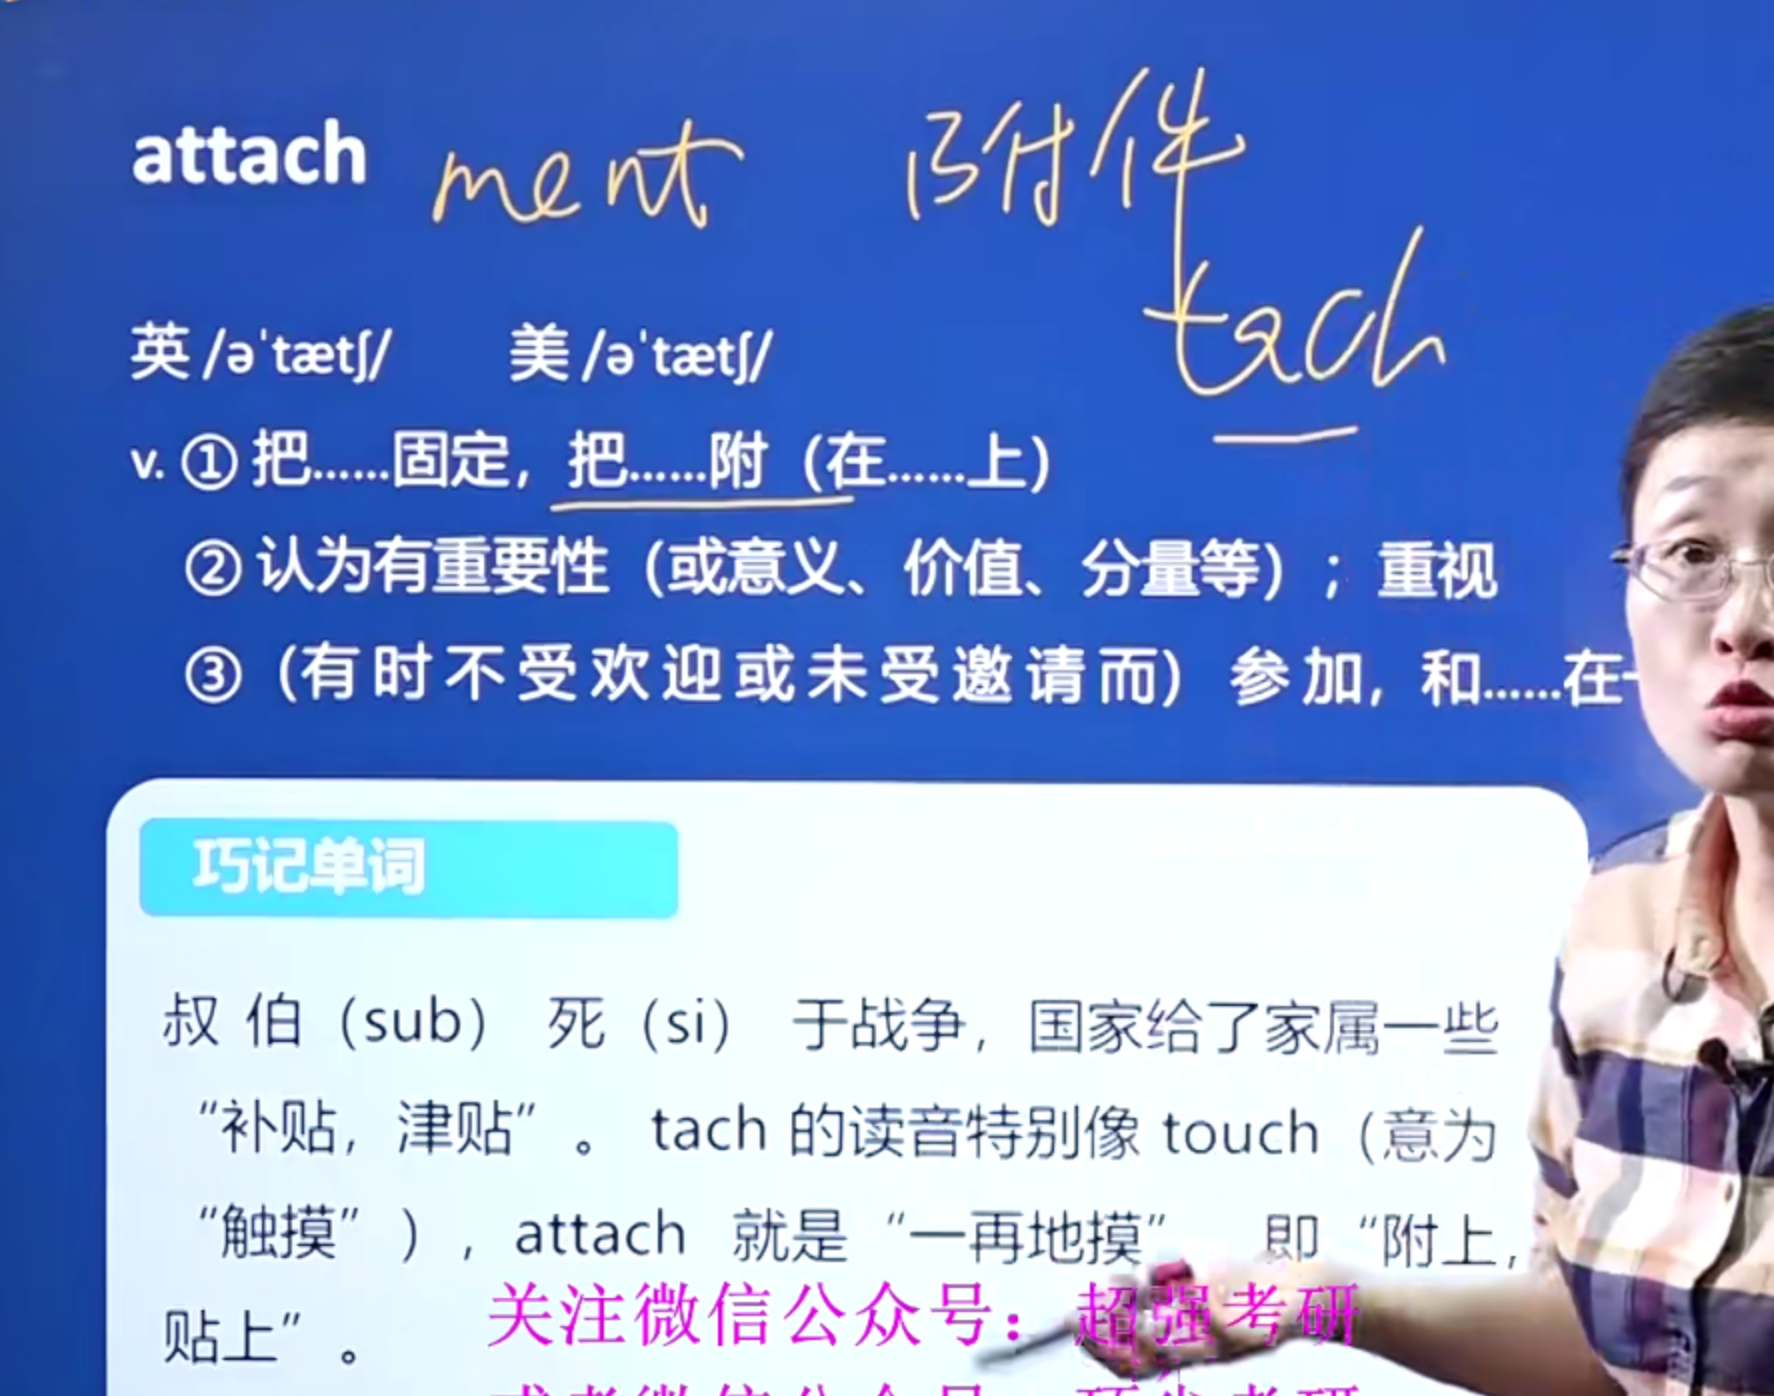 attach ment 附件
tach
英 /əˈtætʃ/ 美 /əˈtætʃ/
v. ① 把……固定，把……附（在……上）
② 认为有重要性（或意义、价值、分量等）；重视
③（有时不受欢迎或未受邀请而）参加，和……在一
巧记单词
叔 伯（sub） 死（si） 于战争，国家给了家属一些
“补贴，津贴”。 tach 的读音特别像 touch（意为
“触摸”），attach 就是“一再地摸” 即“附上，
贴上”。
关注微信公众号：超强考研